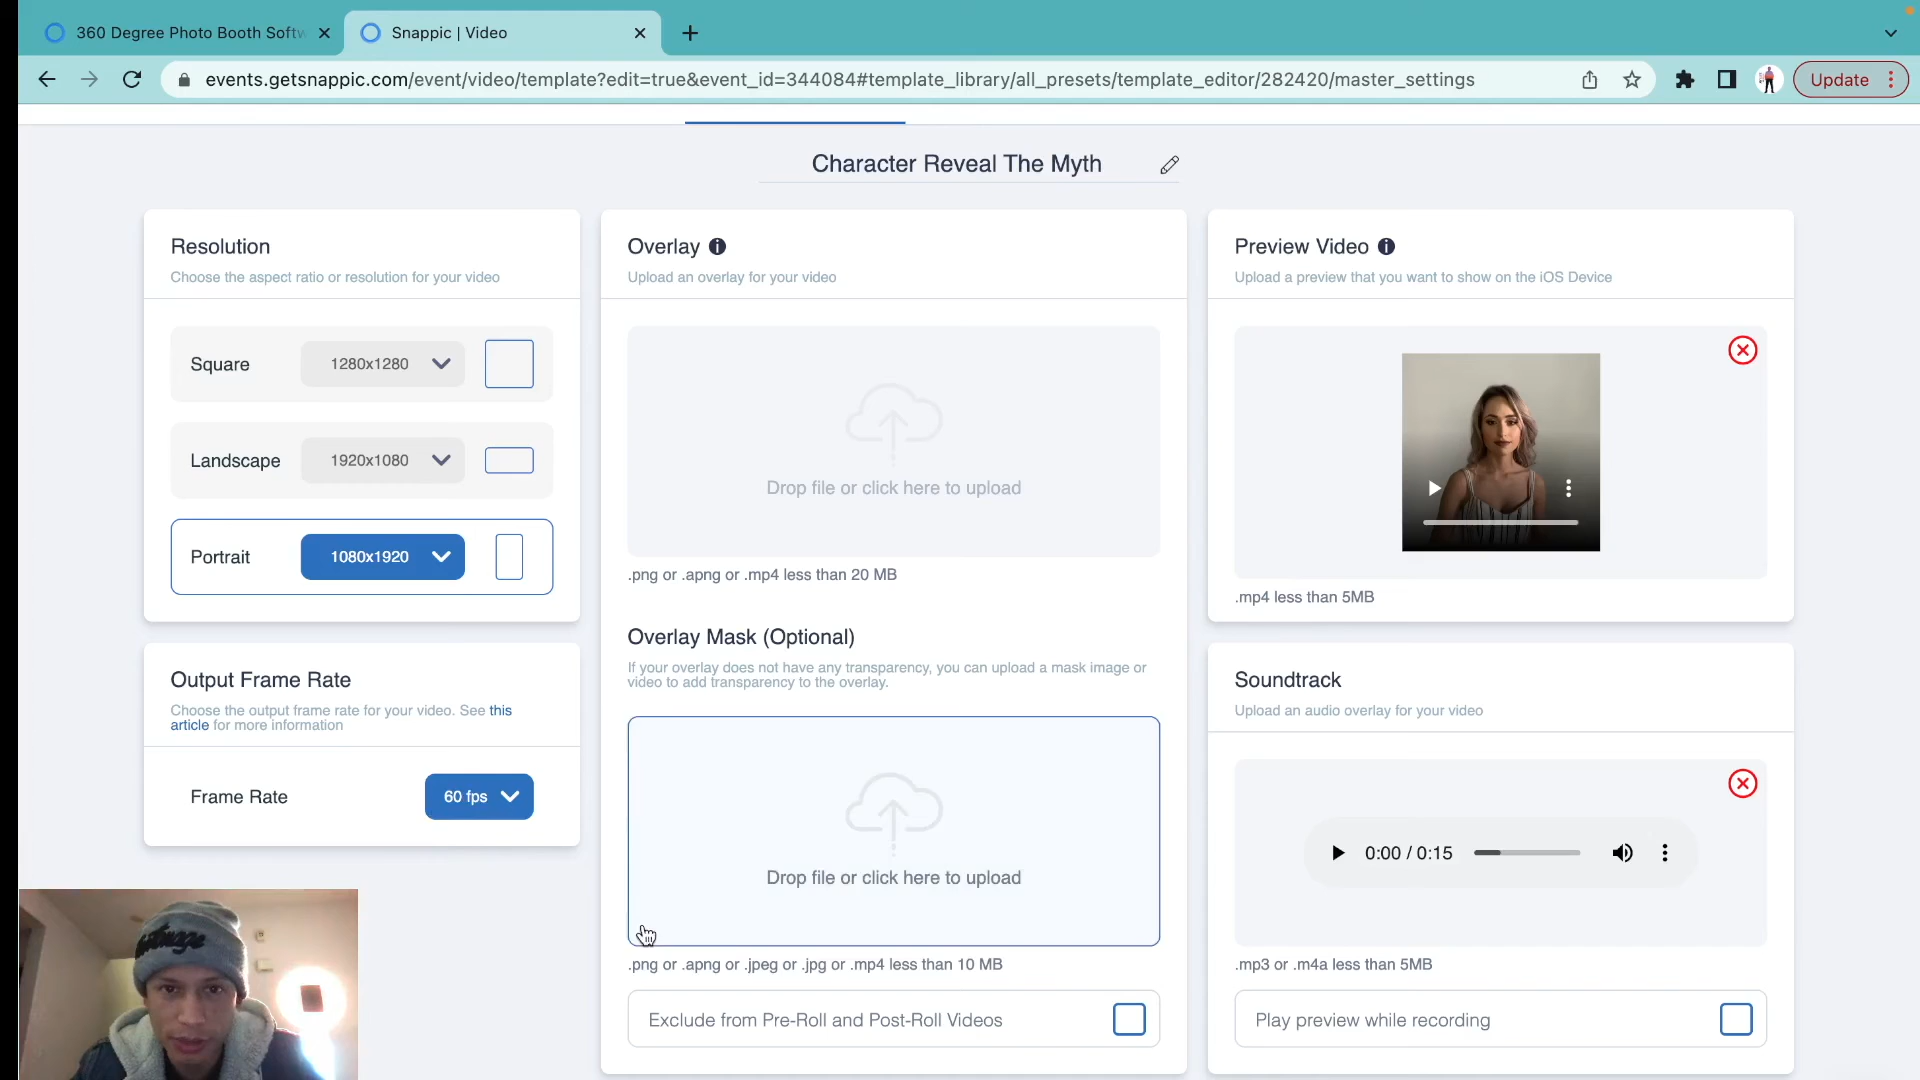 360 Degree Photo Booth Softw
Snappic | Video
events.getsnappic.com/event/video/template?edit=true&event_id=344084#template_library/all_presets/template_editor/282420/master_settings
Update
Character Reveal The Myth
Resolution
Choose the aspect ratio or resolution for your video
Square
1280x1280
Landscape
1920x1080
Portrait
1080x1920
Output Frame Rate
Choose the output frame rate for your video. See this
article for more information
Frame Rate
60 fps
Overlay
Upload an overlay for your video
Drop file or click here to upload
.png or .apng or .mp4 less than 20 MB
Overlay Mask (Optional)
If your overlay does not have any transparency, you can upload a mask image or
video to add transparency to the overlay.
Drop file or click here to upload
.png or .apng or .jpeg or .jpg or .mp4 less than 10 MB
Exclude from Pre-Roll and Post-Roll Videos
Preview Video
Upload a preview that you want to show on the iOS Device
.mp4 less than 5MB
Soundtrack
Upload an audio overlay for your video
0:00 / 0:15
.mp3 or .m4a less than 5MB
Play preview while recording